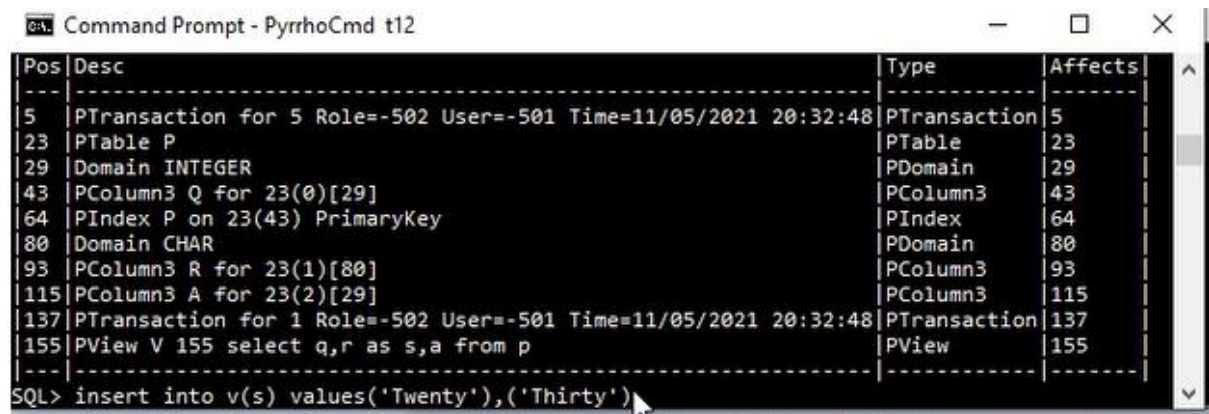 Command Prompt - PyrrhoCmd t12
|Pos|Desc |Type |Affects|
|---|----------------------------------------------------------------|------------|-------|
|5 |PTransaction for 5 Role=-502 User=-501 Time=11/05/2021 20:32:48|PTransaction|5 |
|23 |PTable P |PTable |23 |
|29 |Domain INTEGER |PDomain |29 |
|43 |PColumn3 Q for 23(0)[29] |PColumn3 |43 |
|64 |PIndex P on 23(43) PrimaryKey |PIndex |64 |
|80 |Domain CHAR |PDomain |80 |
|93 |PColumn3 R for 23(1)[80] |PColumn3 |93 |
|115|PColumn3 A for 23(2)[29] |PColumn3 |115 |
|137|PTransaction for 1 Role=-502 User=-501 Time=11/05/2021 20:32:48|PTransaction|137 |
|155|PView V 155 select q,r as s,a from p |PView |155 |
|---|----------------------------------------------------------------|------------|-------|
SQL> insert into v(s) values('Twenty'),('Thirty')